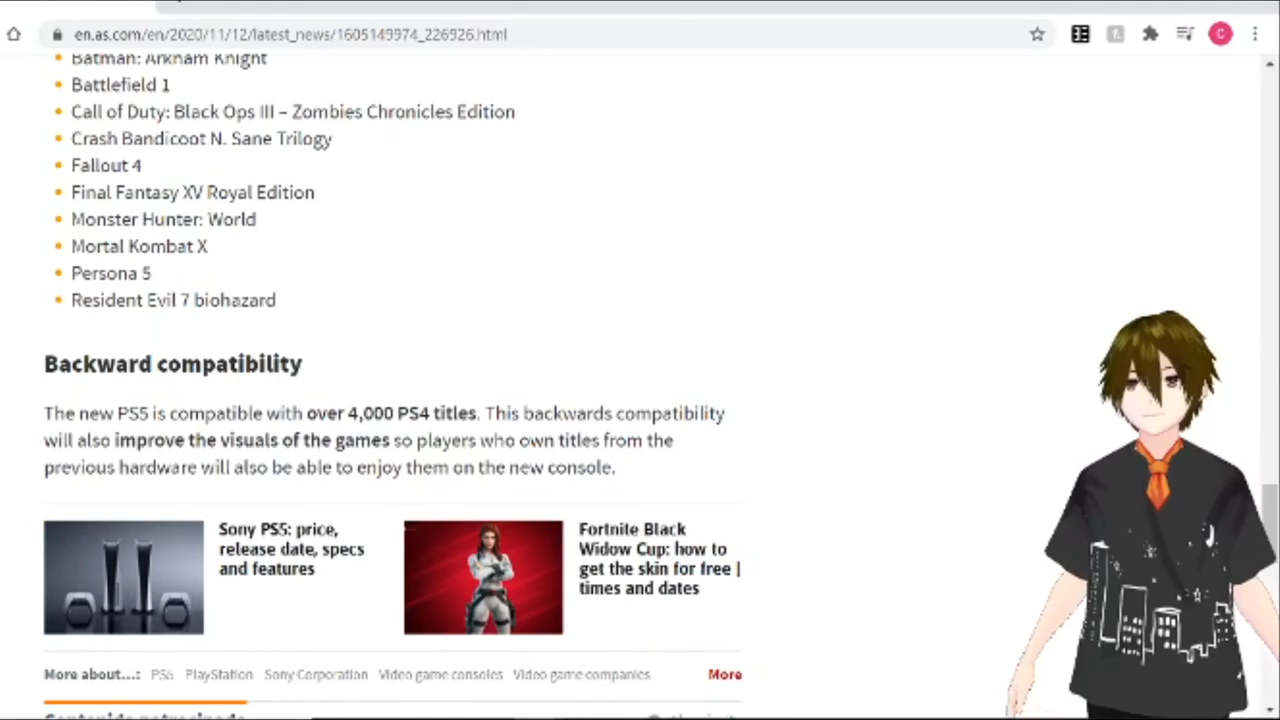 en.as.com/en/2020/11/12/latest_news/1605149974_226926.html
C
Batman: Arkham Knight
Battlefield 1
Call of Duty: Black Ops III – Zombies Chronicles Edition
Crash Bandicoot N. Sane Trilogy
Fallout 4
Final Fantasy XV Royal Edition
Monster Hunter: World
Mortal Kombat X
Persona 5
Resident Evil 7 biohazard
Backward compatibility
The new PS5 is compatible with over 4,000 PS4 titles. This backwards compatibility
will also improve the visuals of the games so players who own titles from the
previous hardware will also be able to enjoy them on the new console.
Sony PS5: price,
release date, specs
and features
Fortnite Black
Widow Cup: how to
get the skin for free |
times and dates
More about...: PS5 PlayStation Sony Corporation Video game consoles Video game companies More
Contenido patrocinado